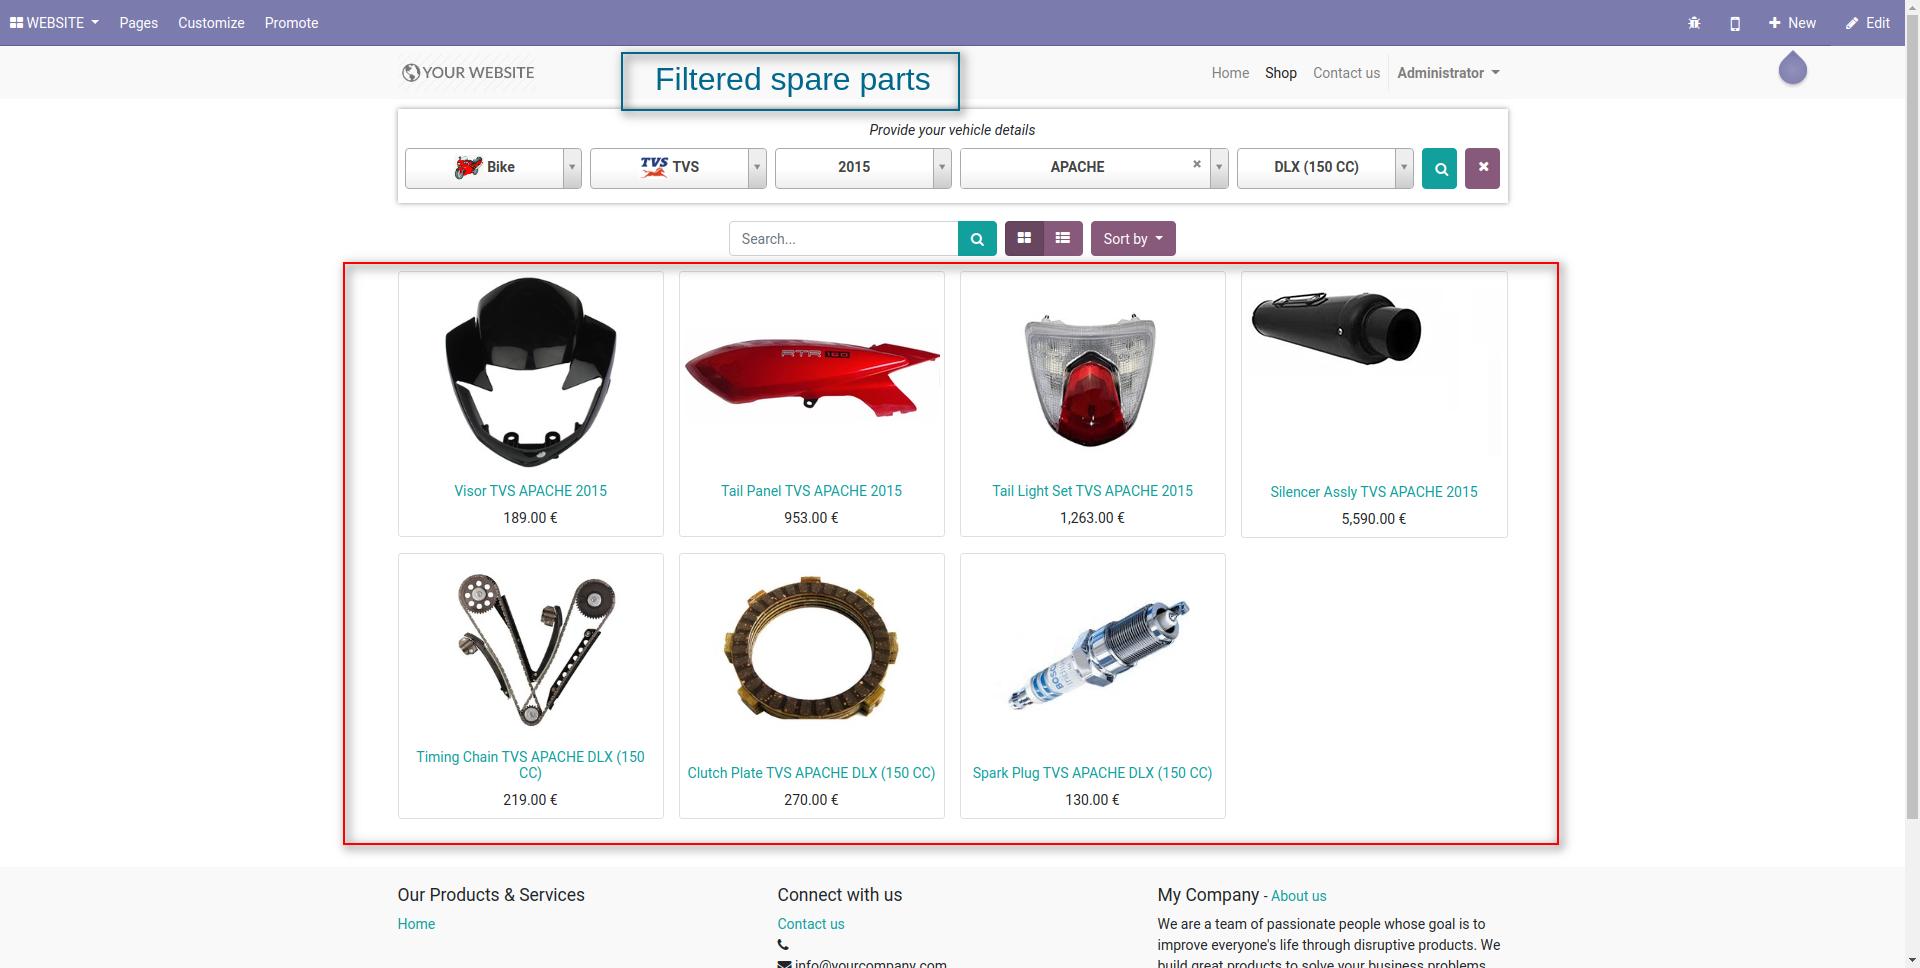 WEBSITE Pages Customize Promote New Edit
YOUR WEBSITE
Filtered spare parts
Home Shop Contact us Administrator
Provide your vehicle details
Bike TVS TVS 2015 APACHE DLX (150 CC)
Search... Sort by
RTR 160
Visor TVS APACHE 2015
189.00 €
Tail Panel TVS APACHE 2015
953.00 €
Tail Light Set TVS APACHE 2015
1,263.00 €
Silencer Assly TVS APACHE 2015
5,590.00 €
Timing Chain TVS APACHE DLX (150
CC)
219.00 €
Clutch Plate TVS APACHE DLX (150 CC)
270.00 €
BOSCH
Spark Plug TVS APACHE DLX (150 CC)
130.00 €
Our Products & Services
Home
Connect with us
Contact us
info@yourcompany.com
My Company - About us
We are a team of passionate people whose goal is to
improve everyone's life through disruptive products. We
build great products to solve your business problems.